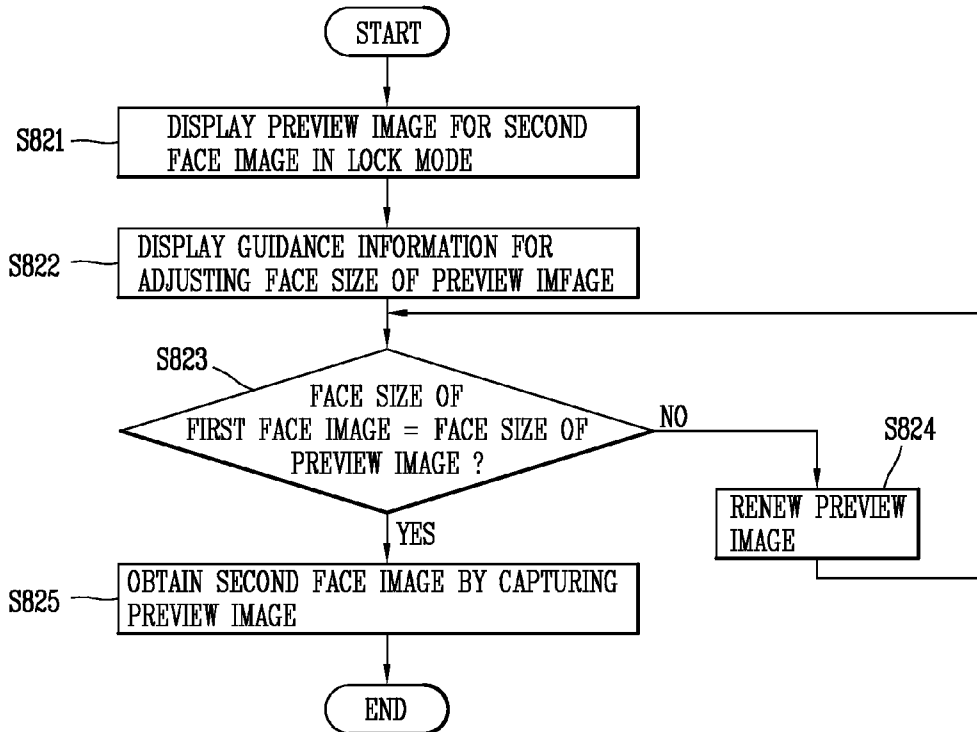 START
S821
DISPLAY PREVIEW IMAGE FOR SECOND
FACE IMAGE IN LOCK MODE
S822
DISPLAY GUIDANCE INFORMATION FOR
ADJUSTING FACE SIZE OF PREVIEW IMFAGE
S823
FACE SIZE OF
FIRST FACE IMAGE = FACE SIZE OF
PREVIEW IMAGE ?
NO
S824
RENEW PREVIEW
IMAGE
YES
S825
OBTAIN SECOND FACE IMAGE BY CAPTURING
PREVIEW IMAGE
END